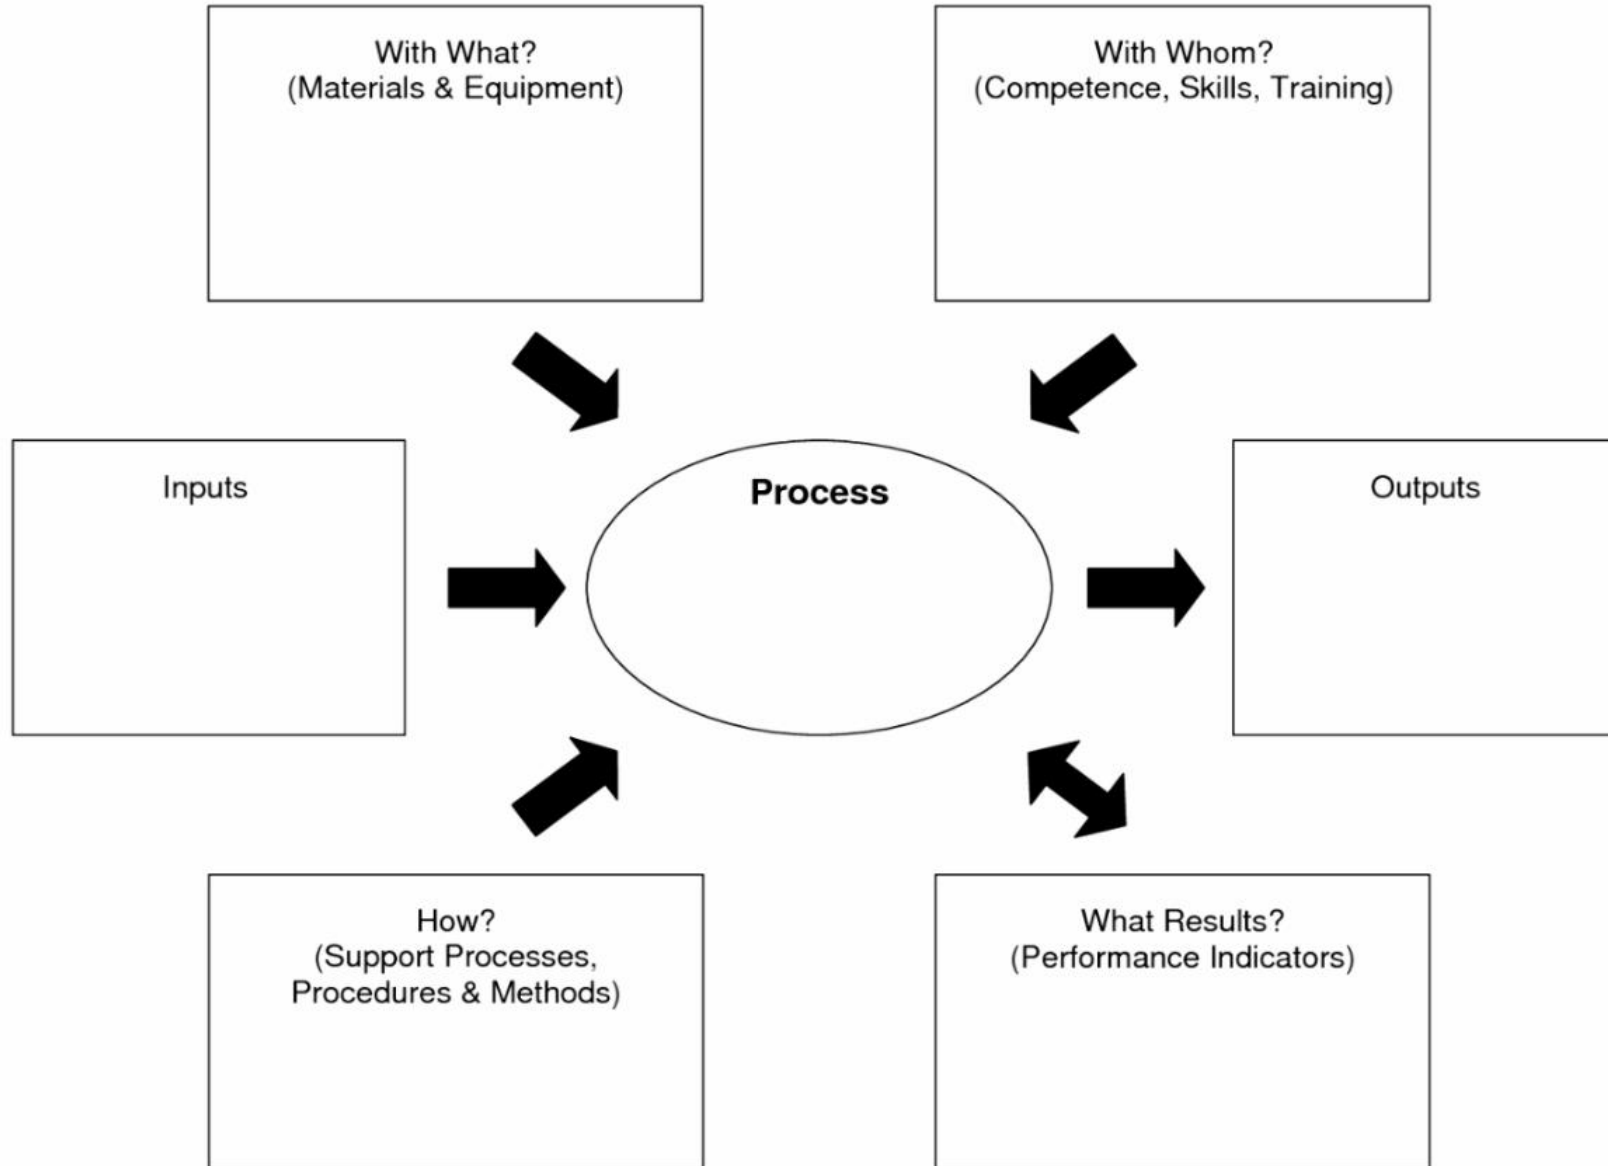 With What?
(Materials & Equipment)
With Whom?
(Competence, Skills, Training)
Inputs
Process
Outputs
How?
(Support Processes,
Procedures & Methods)
What Results?
(Performance Indicators)